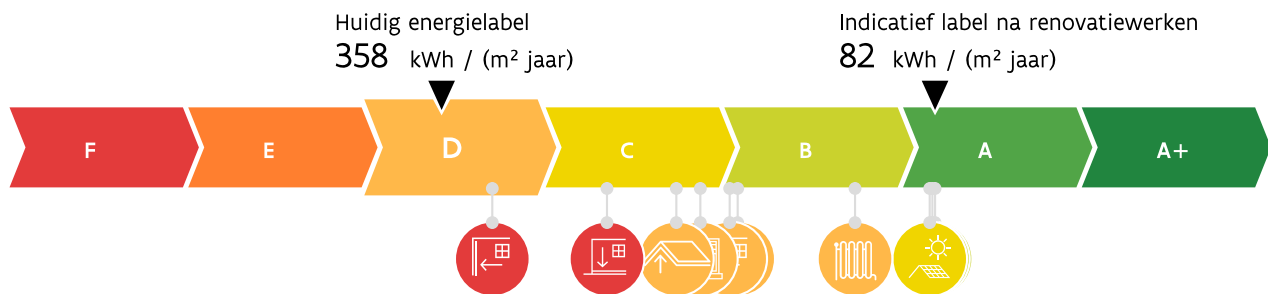 Huidig energielabel
358 kWh / (m² jaar)
Indicatief label na renovatiewerken
82 kWh / (m² jaar)
F E D C B A A+